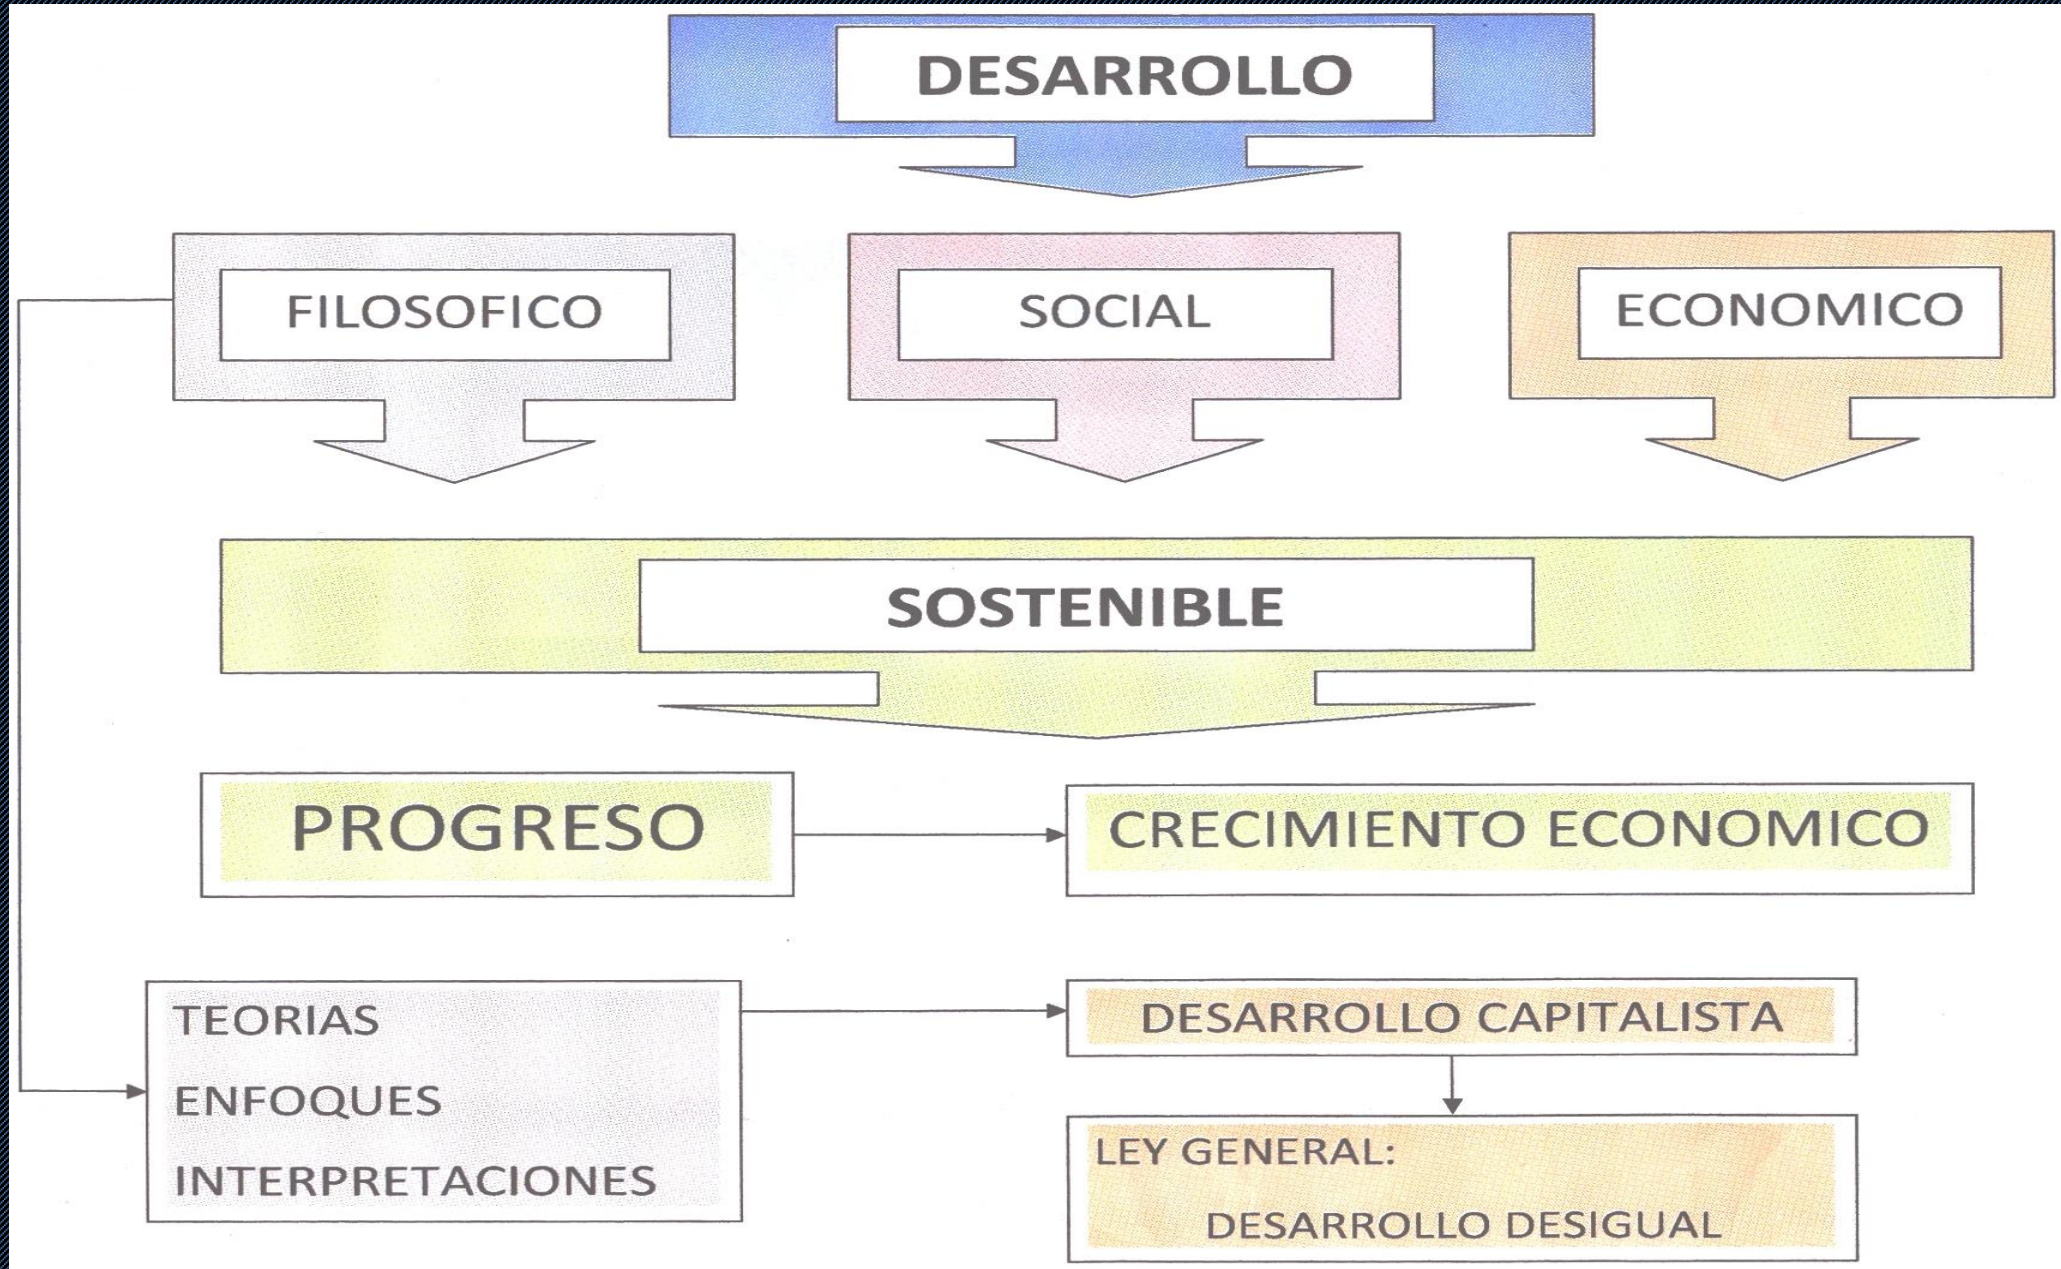 DESARROLLO
FILOSOFICO
SOCIAL
ECONOMICO
SOSTENIBLE
PROGRESO
CRECIMIENTO ECONOMICO
TEORIAS
ENFOQUES
INTERPRETACIONES
DESARROLLO CAPITALISTA
LEY GENERAL:
DESARROLLO DESIGUAL